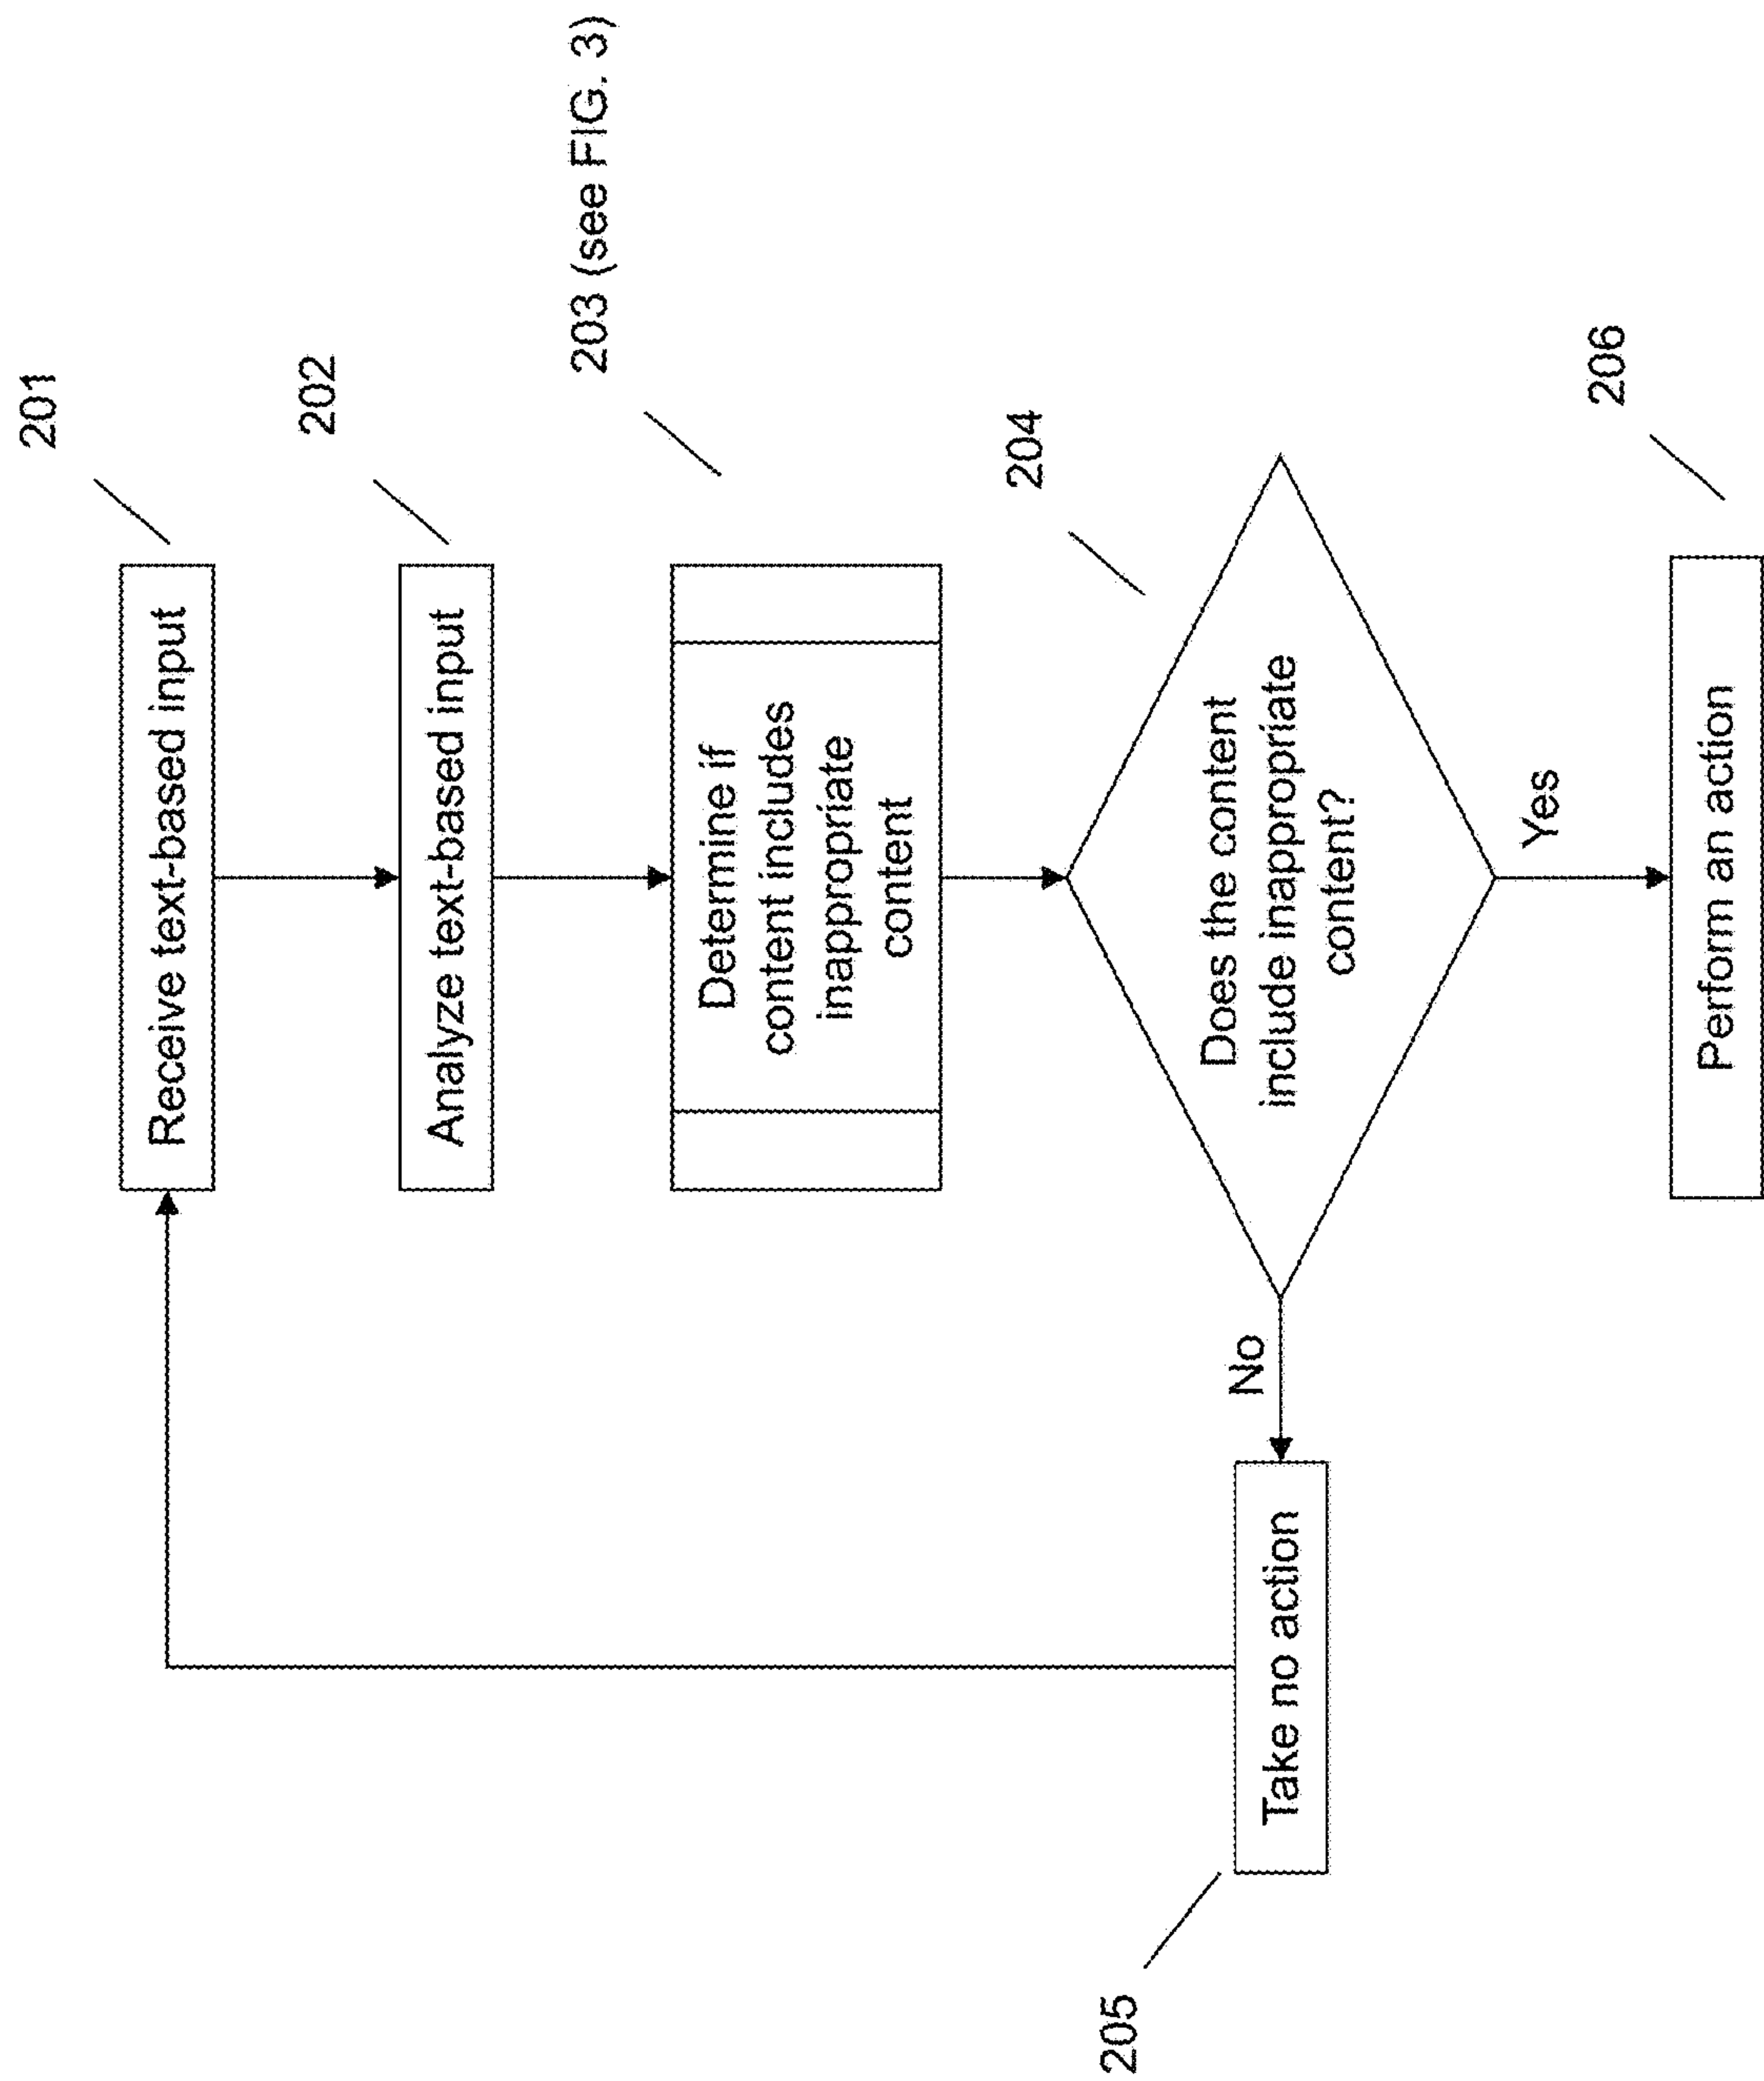 201
Receive text-based input
202
Analyze text-based input
203 (see FIG. 3)
Determine if
content includes
inappropriate
content
204
Does the content
include inappropriate
content?
No
Yes
205
Take no action
206
Perform an action